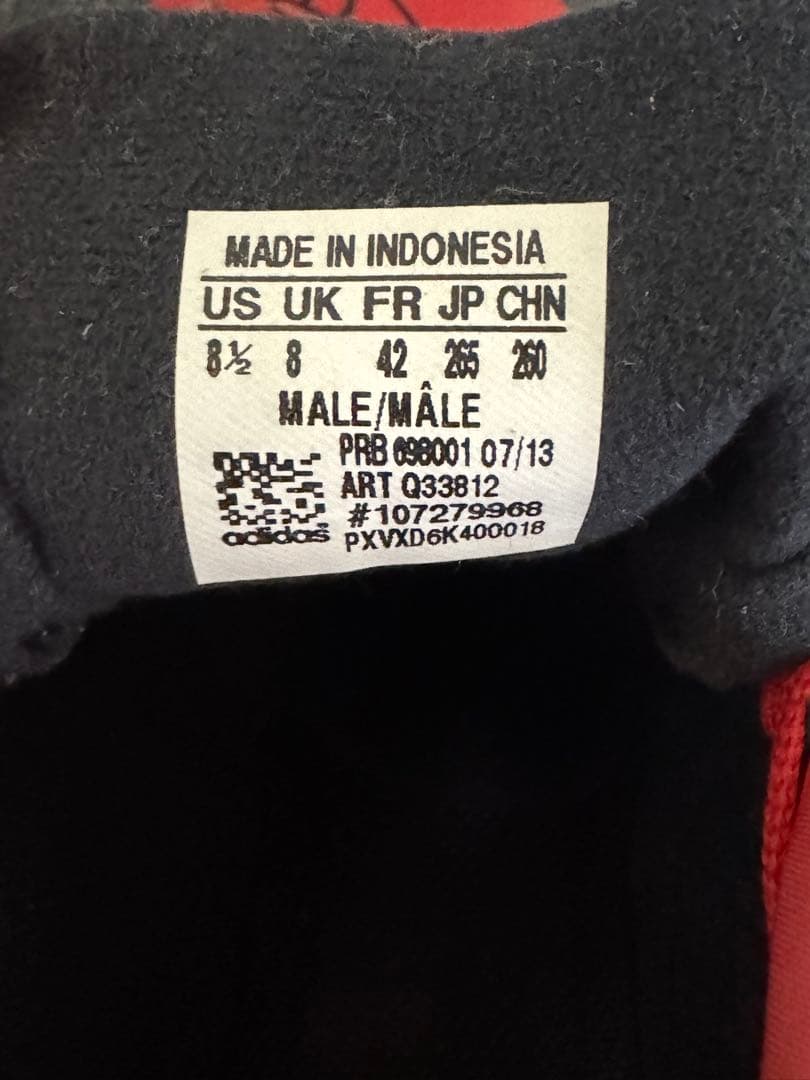 MADE IN INDONESIA
US UK FR JP CHN
8½ 8 42 265 260
MALE/MÂLE
PRB 698001 07/13
ART Q33812
#107279968
adidas PXVXD6K400018